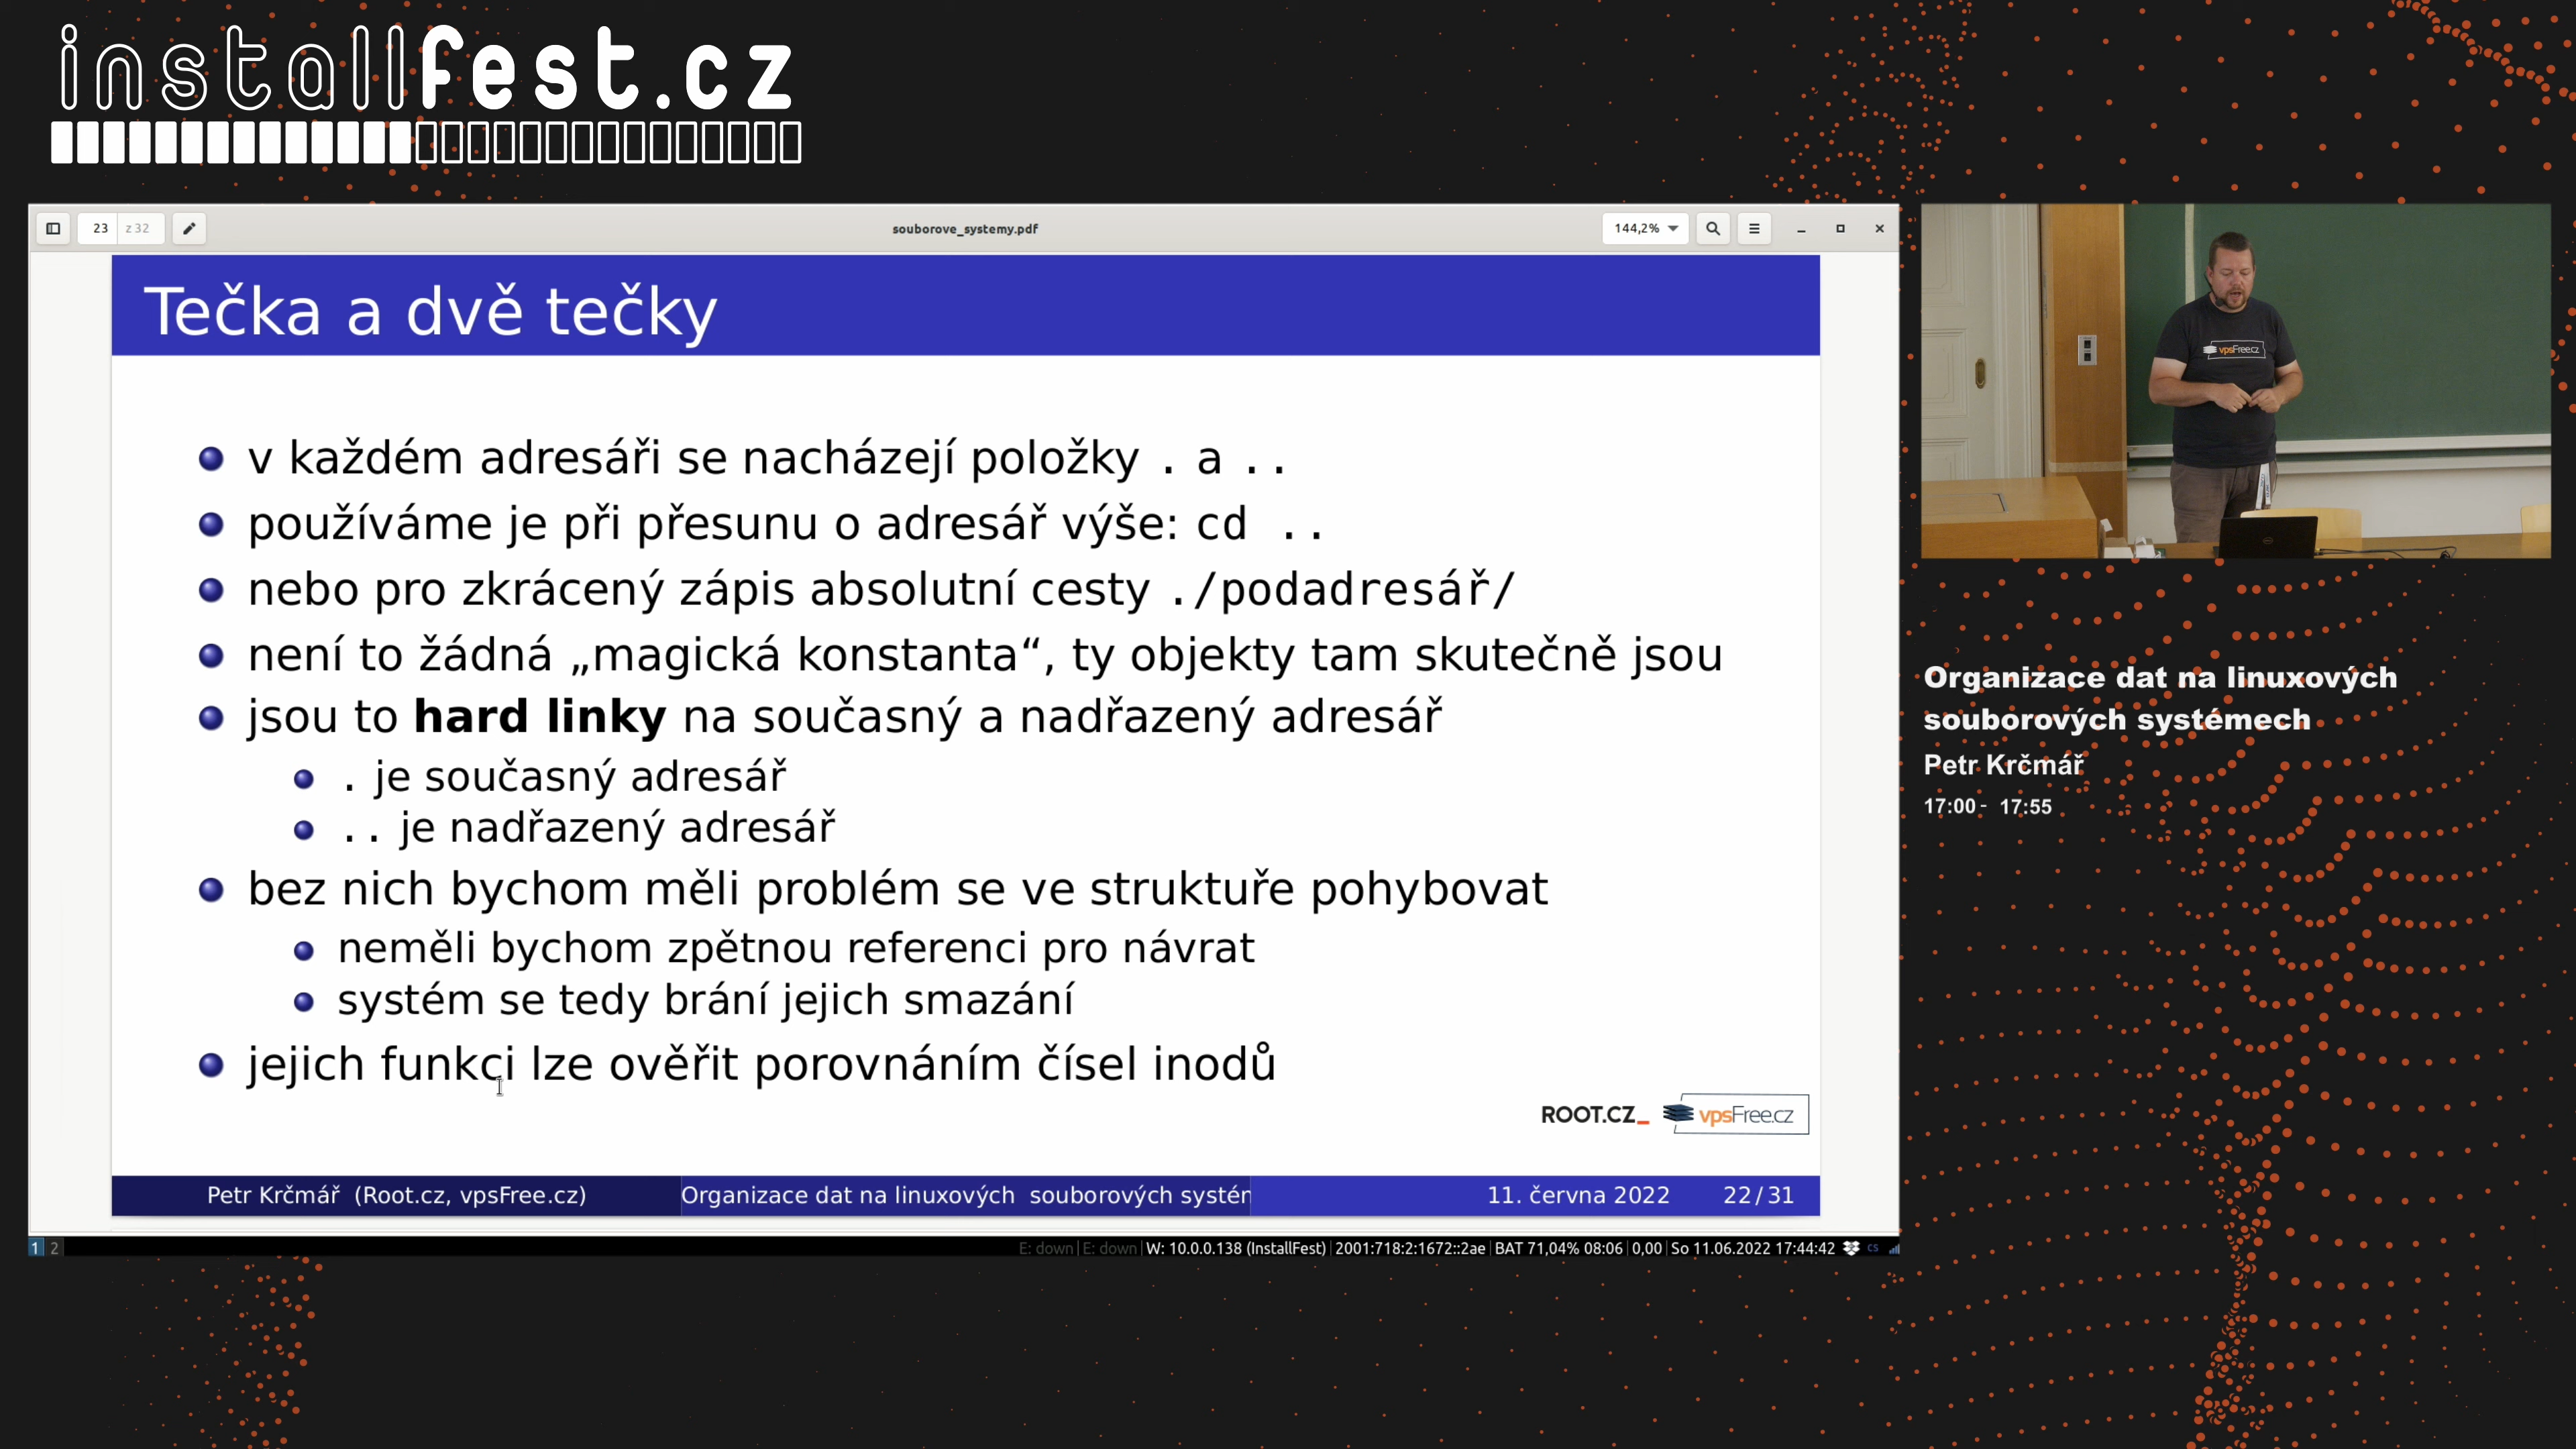 installfest.cz
23 z 32
souborove_systemy.pdf
144,2%
Tečka a dvě tečky
v každém adresáři se nacházejí položky . a ..
používáme je při přesunu o adresář výše: cd ..
nebo pro zkrácený zápis absolutní cesty ./podadresář/
není to žádná „magická konstanta“, ty objekty tam skutečně jsou
jsou to hard linky na současný a nadřazený adresář
. je současný adresář
.. je nadřazený adresář
bez nich bychom měli problém se ve struktuře pohybovat
neměli bychom zpětnou referenci pro návrat
systém se tedy brání jejich smazání
jejich funkci lze ověřit porovnáním čísel inodů
ROOT.CZ_ vpsFree.cz
Petr Krčmář (Root.cz, vpsFree.cz) Organizace dat na linuxových souborových systém 11. června 2022 22/31
1 2 E: down | E: down | W: 10.0.0.138 (InstallFest) | 2001:718:2:1672::2ae | BAT 71,04% 08:06 | 0,00 | So 11.06.2022 17:44:42 cs
vpsFree.cz
Organizace dat na linuxových
souborových systémech
Petr Krčmář
17:00 - 17:55